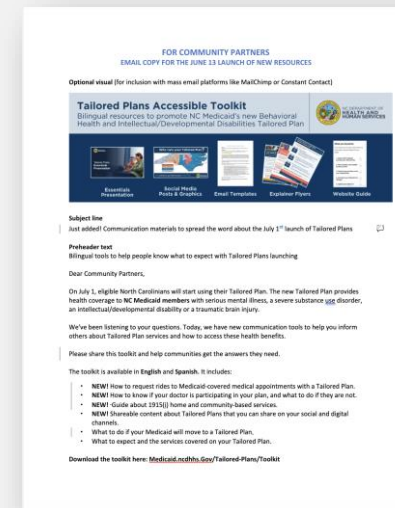 FOR COMMUNITY PARTNERS
EMAIL COPY FOR THE JUNE 13 LAUNCH OF NEW RESOURCES
Optional visual (for inclusion with mass email platforms like MailChimp or Constant Contact)
Tailored Plans Accessible Toolkit
Bilingual resources to promote NC Medicaid's new Behavioral
Health and Intellectual/Developmental Disabilities Tailored Plan
NC DEPARTMENT OF
HEALTH AND
HUMAN SERVICES
Essentials
Presentation
Social Media
Posts & Graphics
Email Templates
Explainer Flyers
Website Guide
Subject line
Just added! Communication materials to spread the word about the July 1st launch of Tailored Plans
Preheader text
Bilingual tools to help people know what to expect with Tailored Plans launching
Dear Community Partners,
On July 1, eligible North Carolinians will start using their Tailored Plan. The new Tailored Plan provides
health coverage to NC Medicaid members with serious mental illness, a severe substance use disorder,
an intellectual/developmental disability or a traumatic brain injury.
We've been listening to your questions. Today, we have new communication tools to help you inform
others about Tailored Plan services and how to access these health benefits.
Please share this toolkit and help communities get the answers they need.
The toolkit is available in English and Spanish. It includes:
• NEW! How to request rides to Medicaid-covered medical appointments with a Tailored Plan.
• NEW! How to know if your doctor is participating in your plan, and what to do if they are not.
• NEW! Guide about 1915(i) home and community-based services.
• NEW! Shareable content about Tailored Plans that you can share on your social and digital
channels.
• What to do if your Medicaid will move to a Tailored Plan.
• What to expect and the services covered on your Tailored Plan.
Download the toolkit here: Medicaid.ncdhhs.Gov/Tailored-Plans/Toolkit